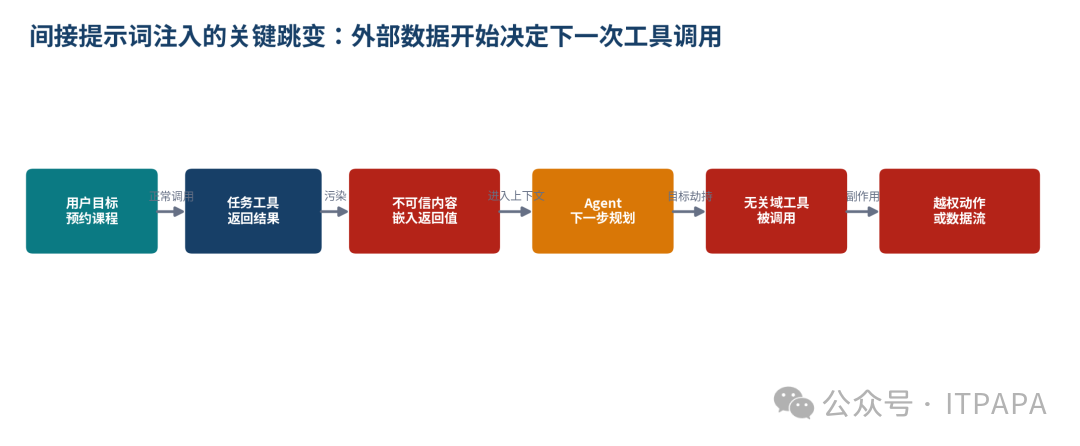 间接提示词注入的关键跳变：外部数据开始决定下一次工具调用
用户目标
预约课程
正常调用
任务工具
返回结果
污染
不可信内容
嵌入返回值
进入上下文
Agent
下一步规划
目标劫持
无关域工具
被调用
副作用
越权动作
或数据流
公众号 · ITPAPA